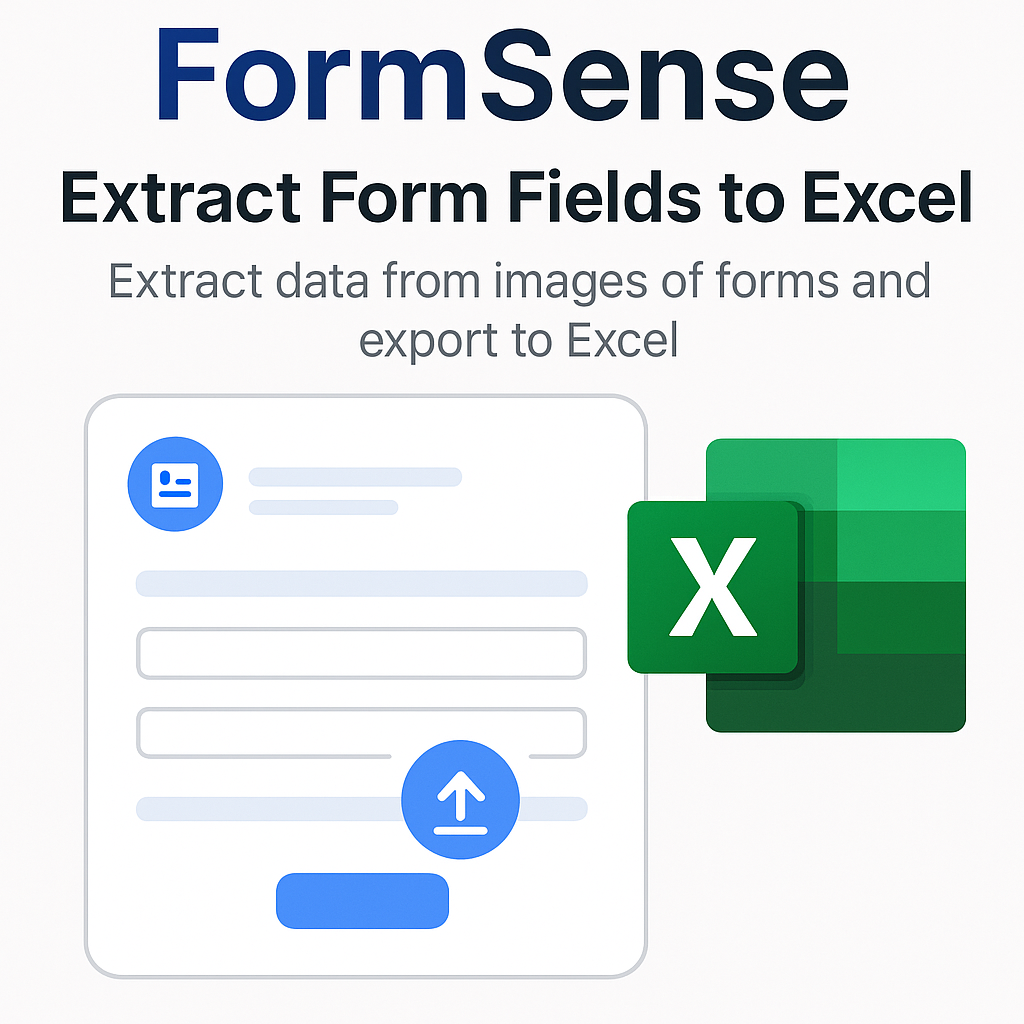 FormSense
Extract Form Fields to Excel
Extract data from images of forms and
export to Excel
X